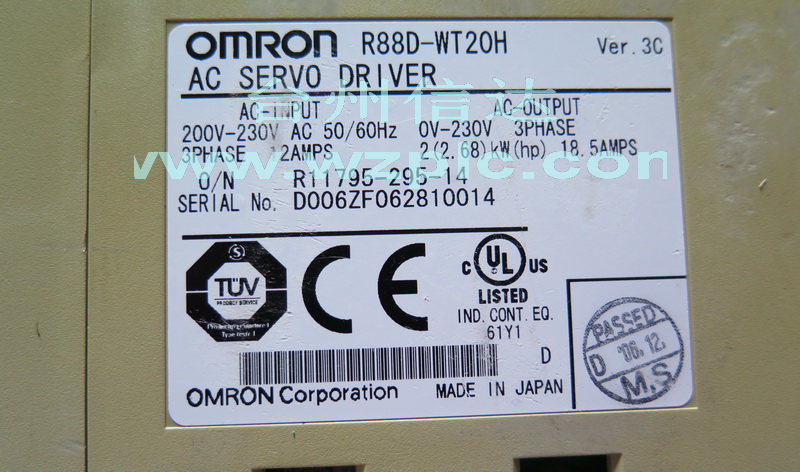 OMRON R88D-WT20H Ver.3C
AC SERVO DRIVER
台州信达
AC-INPUT AC-OUTPUT
200V-230V AC 50/60Hz 0V-230V 3PHASE
3PHASE 12AMPS 2(2.68)kW(hp) 18.5AMPS
www.wzplc.com
O/N R11795-295-14
SERIAL No. D006ZF062810014
S
TÜV
PRODUCT SERVICE
CE
C UL US
LISTED
IND. CONT. EQ.
61Y1
D
PASSED
D '06.12
M.S
OMRON Corporation MADE IN JAPAN